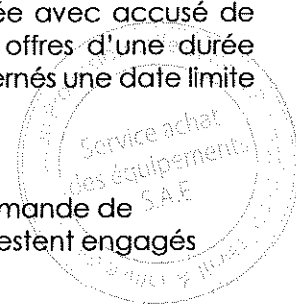 ée avec accusé de
offres d'une durée
ernés une date limite
Service achat
des équipements
S.A.E
mande de
estent engagés